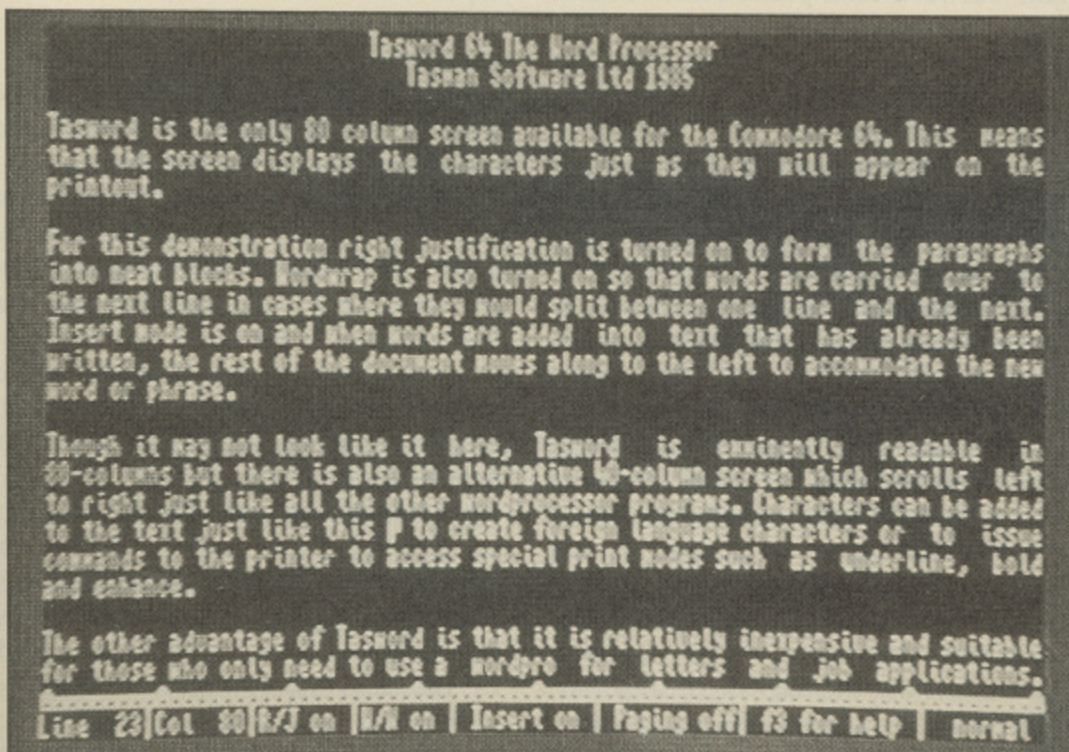 Tasword 64 The Word Processor
Tasman Software Ltd 1985
Tasword is the only 80 column screen available for the Commodore 64. This means
that the screen displays the characters just as they will appear on the
printout.
For this demonstration right justification is turned on to form the paragraphs
into neat blocks. Wordwrap is also turned on so that words are carried over to
the next line in cases where they would split between one line and the next.
Insert mode is on and when words are added into text that has already been
written, the rest of the document moves along to the left to accommodate the new
word or phrase.
Though it may not look like it here, Tasword is emminently readable in
80-columns but there is also an alternative 40-column screen which scrolls left
to right just like all the other wordprocessor programs. Characters can be added
to the text just like this P to create foreign language characters or to issue
commands to the printer to access special print modes such as underline, bold
and enhance.
The other advantage of Tasword is that it is relatively inexpensive and suitable
for those who only need to use a wordpro for letters and job applications.
Line 23|Col 80|R/J on |W/W on | Insert on | Paging off| f3 for help | normal